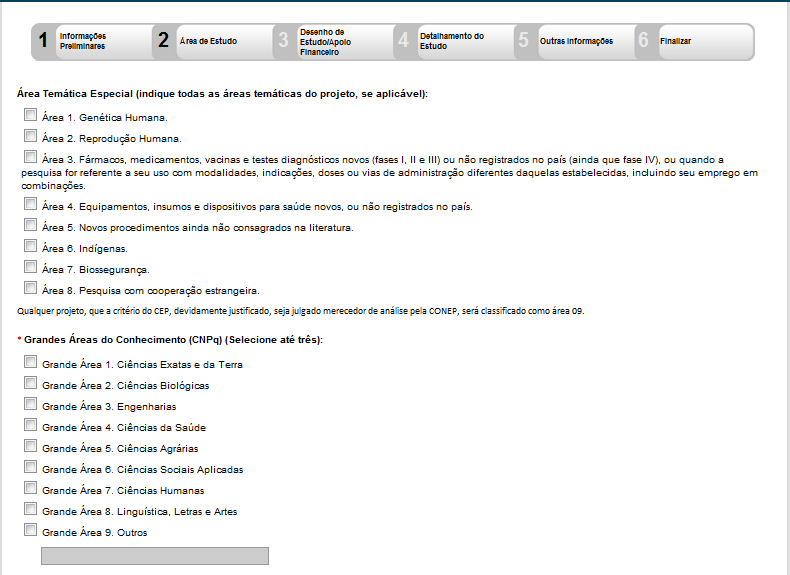 1 Informações Preliminares
2 Área de Estudo
3 Desenho de Estudo/Apoio Financeiro
4 Detalhamento do Estudo
5 Outras Informações
6 Finalizar
Área Temática Especial (indique todas as áreas temáticas do projeto, se aplicável):
Área 1. Genética Humana.
Área 2. Reprodução Humana.
Área 3. Fármacos, medicamentos, vacinas e testes diagnósticos novos (fases I, II e III) ou não registrados no país (ainda que fase IV), ou quando a
pesquisa for referente a seu uso com modalidades, indicações, doses ou vias de administração diferentes daquelas estabelecidas, incluindo seu emprego em
combinações.
Área 4. Equipamentos, insumos e dispositivos para saúde novos, ou não registrados no país.
Área 5. Novos procedimentos ainda não consagrados na literatura.
Área 6. Indígenas.
Área 7. Biossegurança.
Área 8. Pesquisa com cooperação estrangeira.
Qualquer projeto, que a critério do CEP, devidamente justificado, seja julgado merecedor de análise pela CONEP, será classificado como área 09.
* Grandes Áreas do Conhecimento (CNPq) (Selecione até três):
Grande Área 1. Ciências Exatas e da Terra
Grande Área 2. Ciências Biológicas
Grande Área 3. Engenharias
Grande Área 4. Ciências da Saúde
Grande Área 5. Ciências Agrárias
Grande Área 6. Ciências Sociais Aplicadas
Grande Área 7. Ciências Humanas
Grande Área 8. Linguística, Letras e Artes
Grande Área 9. Outros